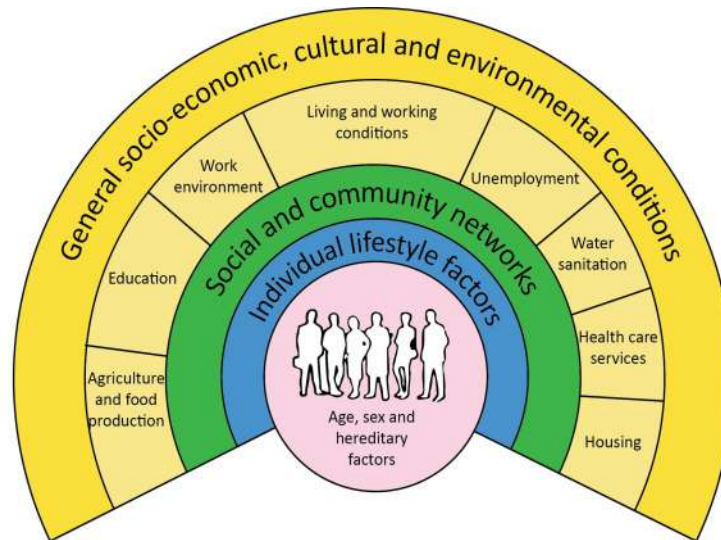 General socio-economic, cultural and environmental conditions
Living and working
conditions
Work
environment
Unemployment
Education
Water
sanitation
Agriculture
and food
production
Health care
services
Housing
Social and community networks
Individual lifestyle factors
Age, sex and
hereditary
factors